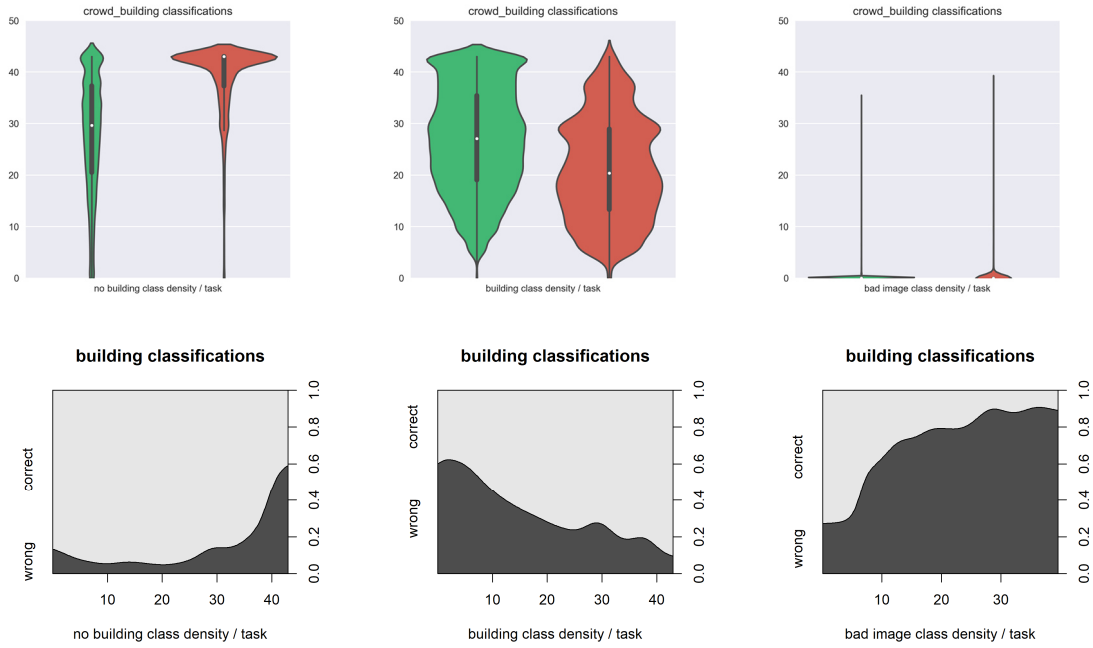 crowd_building classifications
50
40
30
20
10
0
no building class density / task
crowd_building classifications
50
40
30
20
10
0
building class density / task
crowd_building classifications
50
40
30
20
10
0
bad image class density / task
building classifications
correct
wrong
0.0 0.2 0.4 0.6 0.8 1.0
10 20 30 40
no building class density / task
building classifications
correct
wrong
0.0 0.2 0.4 0.6 0.8 1.0
10 20 30 40
building class density / task
building classifications
correct
wrong
0.0 0.2 0.4 0.6 0.8 1.0
10 20 30
bad image class density / task